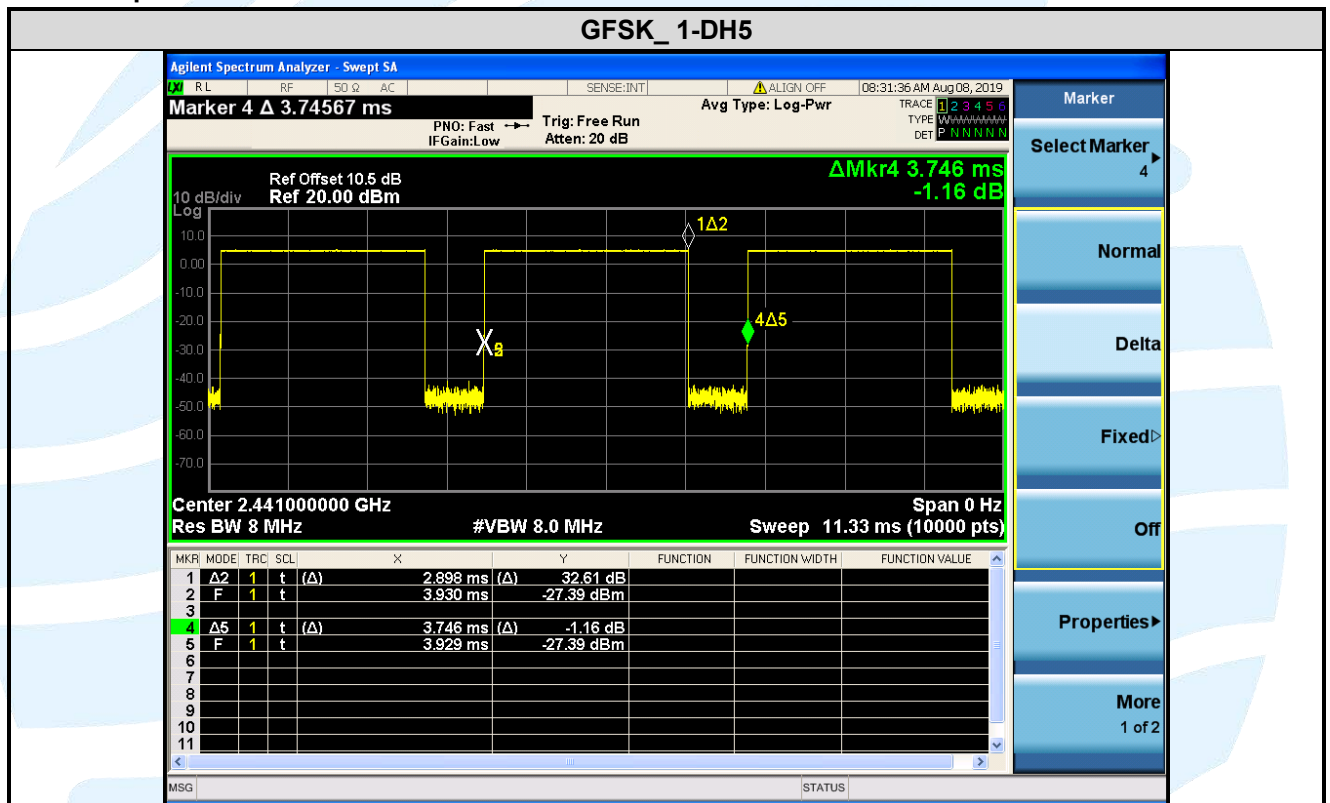 GFSK_ 1-DH5
Agilent Spectrum Analyzer - Swept SA
LXI RL RF 50 Ω AC SENSE:INT ALIGN OFF 08:31:36 AM Aug 08, 2019
Marker 4 Δ 3.74567 ms
PNO: Fast
IFGain:Low
Trig: Free Run
Atten: 20 dB
Avg Type: Log-Pwr
TRACE 1 2 3 4 5 6
TYPE
DET P N N N N N
ΔMkr4 3.746 ms
-1.16 dB
Ref Offset 10.5 dB
10 dB/div Ref 20.00 dBm
Log
10.0
0.00
-10.0
-20.0
-30.0
-40.0
-50.0
-60.0
-70.0
1Δ2
4Δ5
Center 2.441000000 GHz Span 0 Hz
Res BW 8 MHz #VBW 8.0 MHz Sweep 11.33 ms (10000 pts)
MKR MODE TRC SCL X Y FUNCTION FUNCTION WIDTH FUNCTION VALUE
1 Δ2 1 t (Δ) 2.898 ms (Δ) 32.61 dB
2 F 1 t 3.930 ms -27.39 dBm
3
4 Δ5 1 t (Δ) 3.746 ms (Δ) -1.16 dB
5 F 1 t 3.929 ms -27.39 dBm
6
7
8
9
10
11
MSG STATUS
Marker
Select Marker
4
Normal
Delta
Fixed
Off
Properties
More
1 of 2